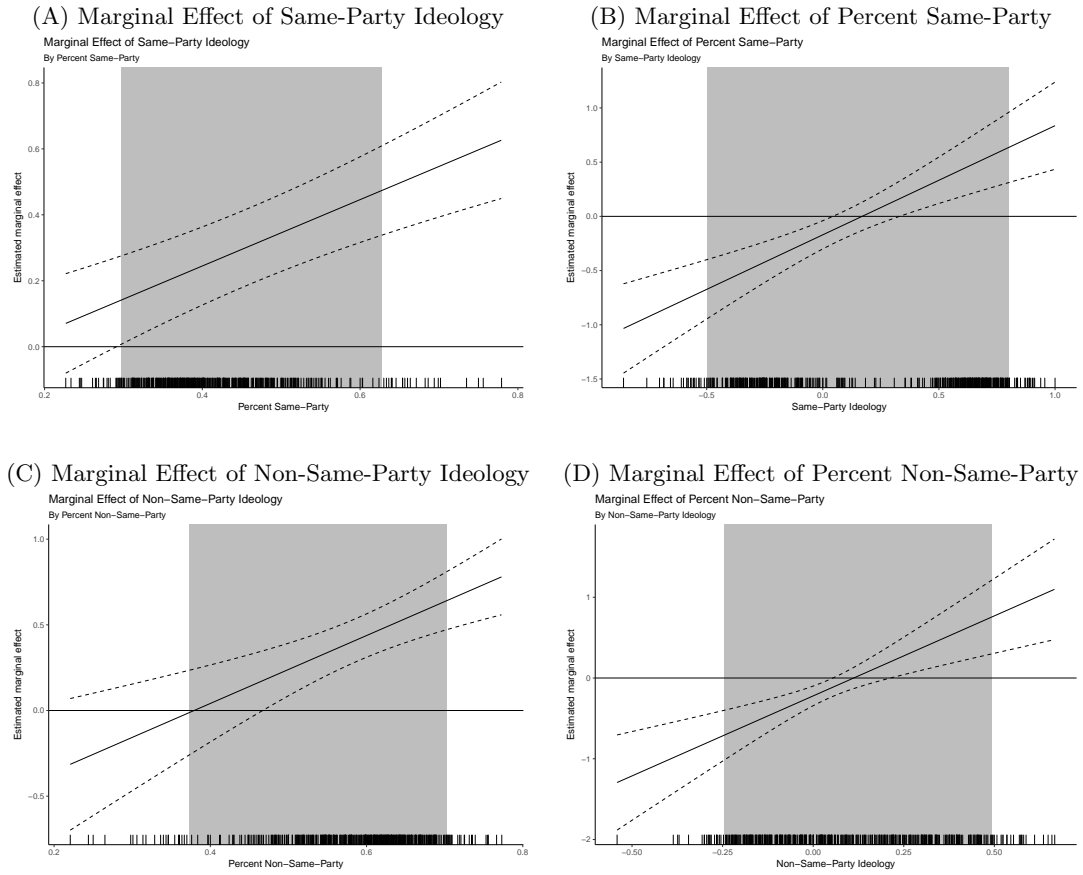 (A) Marginal Effect of Same-Party Ideology
Marginal Effect of Same−Party Ideology
By Percent Same−Party
Estimated marginal effect
0.8
0.6
0.4
0.2
0.0
0.2 0.4 0.6 0.8
Percent Same−Party
(B) Marginal Effect of Percent Same-Party
Marginal Effect of Percent Same−Party
By Same−Party Ideology
Estimated marginal effect
1.0
0.5
0.0
−0.5
−1.0
−1.5
−0.5 0.0 0.5 1.0
Same−Party Ideology
(C) Marginal Effect of Non-Same-Party Ideology
Marginal Effect of Non−Same−Party Ideology
By Percent Non−Same−Party
Estimated marginal effect
1.0
0.5
0.0
−0.5
0.2 0.4 0.6 0.8
Percent Non−Same−Party
(D) Marginal Effect of Percent Non-Same-Party
Marginal Effect of Percent Non−Same−Party
By Non−Same−Party Ideology
Estimated marginal effect
1
0
−1
−2
−0.50 −0.25 0.00 0.25 0.50
Non−Same−Party Ideology